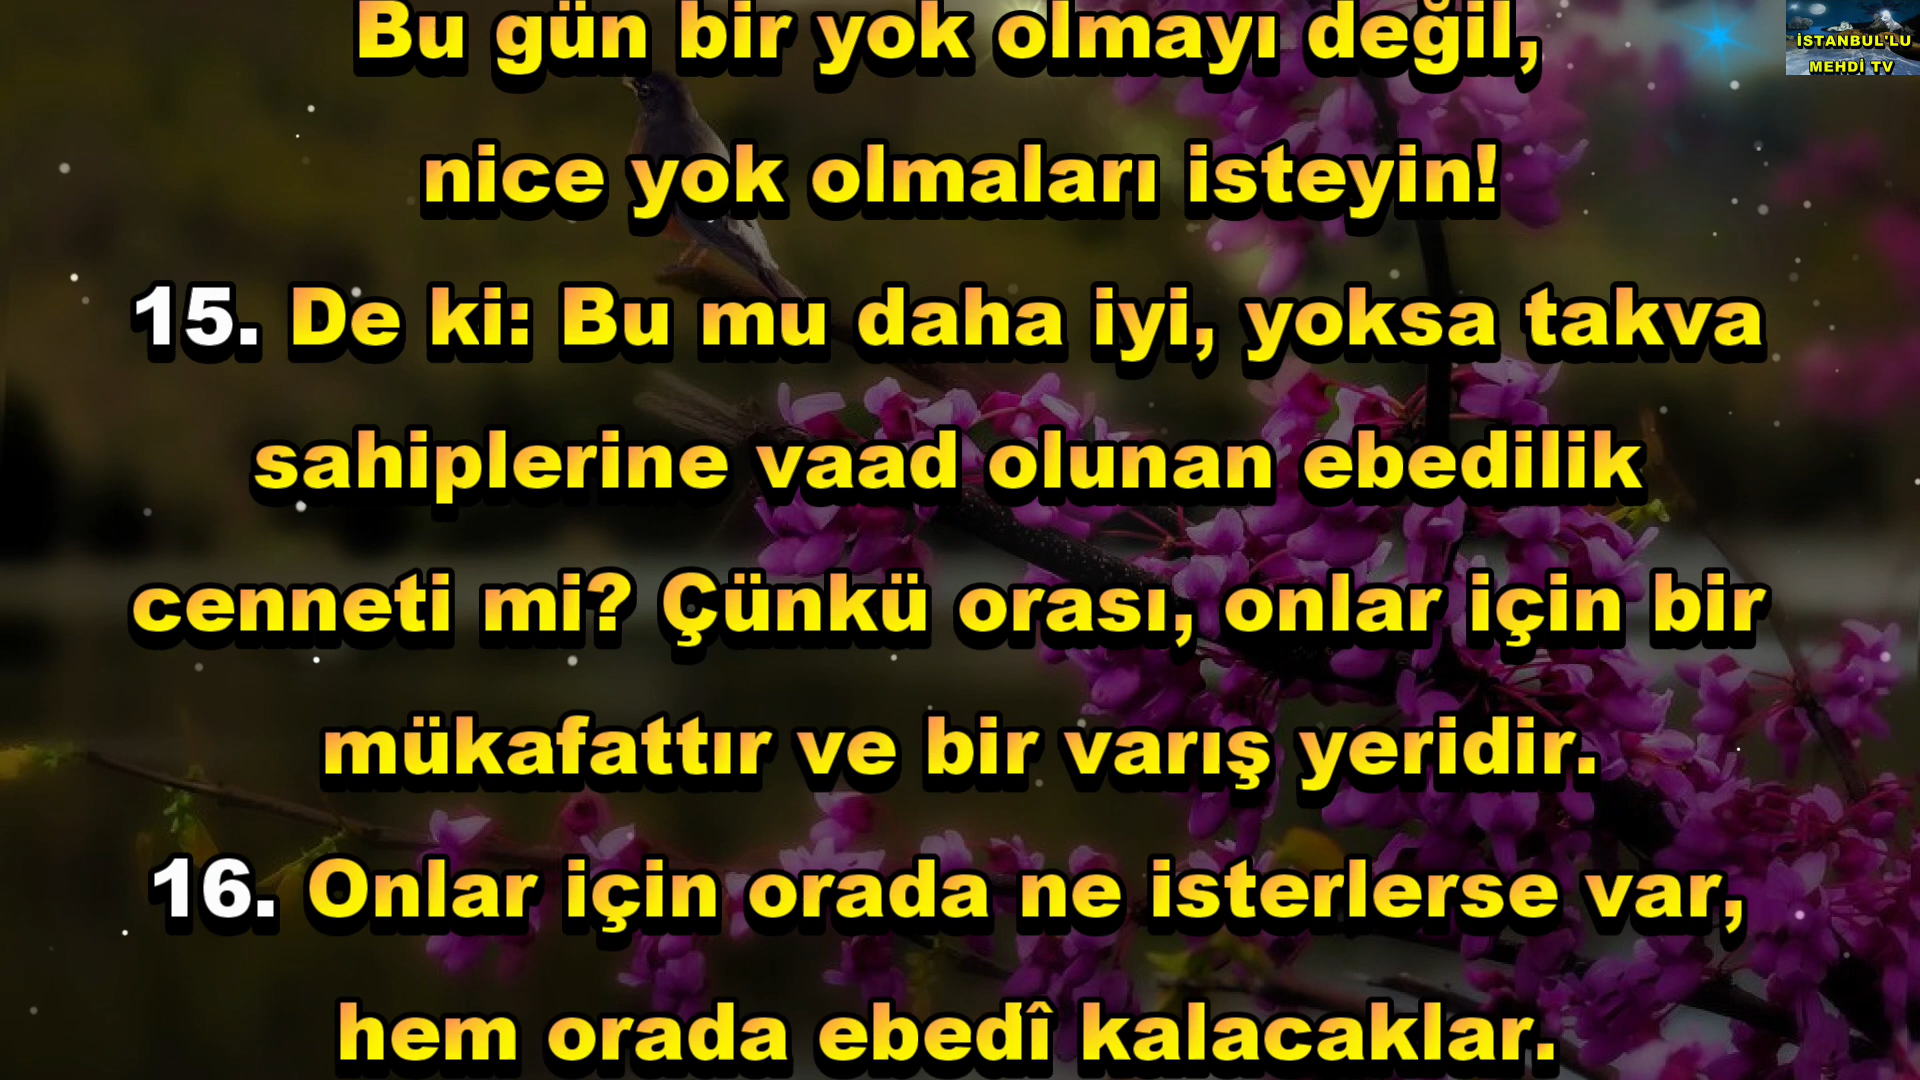 Bu gün bir yok olmayı değil,
nice yok olmaları isteyin!
15. De ki: Bu mu daha iyi, yoksa takva
sahiplerine vaad olunan ebedilik
cenneti mi? Çünkü orası, onlar için bir
mükafattır ve bir varış yeridir.
16. Onlar için orada ne isterlerse var,
hem orada ebedî kalacaklar.
İSTANBUL'LU
MEHDİ TV